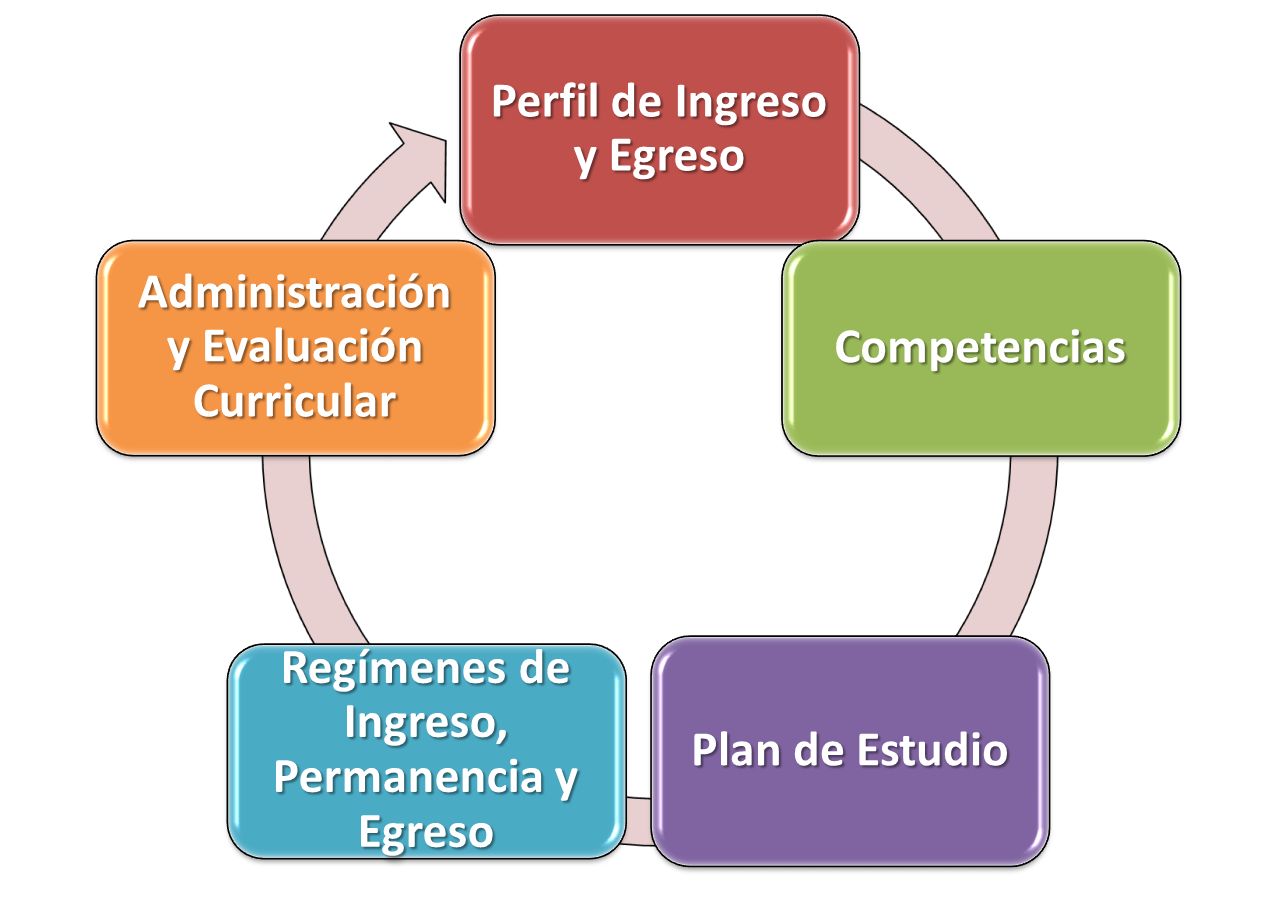 Perfil de Ingreso
y Egreso
Competencias
Plan de Estudio
Regímenes de
Ingreso,
Permanencia y
Egreso
Administración
y Evaluación
Curricular